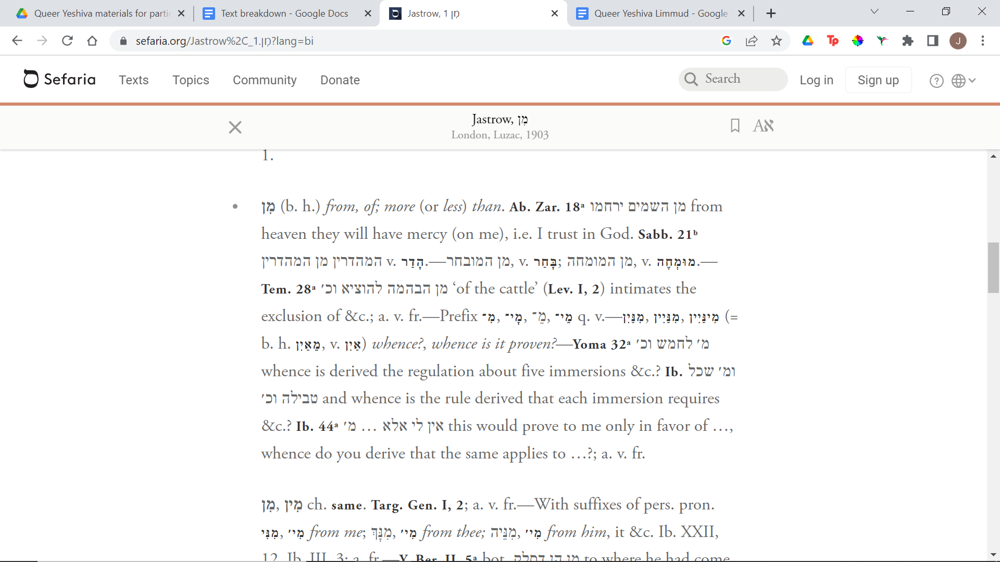 Queer Yeshiva materials for partic
Text breakdown - Google Docs
Jastrow, מִן 1
Queer Yeshiva Limmud - Google
sefaria.org/Jastrow%2C_מִן.1?lang=bi
Tp
J
Sefaria
Texts
Topics
Community
Donate
Search
Log in
Sign up
Jastrow, מִן
London, Luzac, 1903
Aא
1.
• מִן (b. h.) from, of; more (or less) than. Ab. Zar. 18ᵃ מן השמים ירחמו from
heaven they will have mercy (on me), i.e. I trust in God. Sabb. 21ᵇ
המהדרין מן המהדרין v. הָדַר.—מן המובחר, v. בָּחַר; מן המומחה, v. מוּמְחֶה.—
Tem. 28ᵃ מן הבהמה להוציא וכ׳ ‘of the cattle’ (Lev. I, 2) intimates the
exclusion of &c.; a. v. fr.—Prefix מִ־, מָי־, מֵ־, מֵי־ q. v.—מִנַּיִן, מִנַּיִין, מִינַּיִין (=
b. h. מֵאַיִן, v. אַיִן) whence?, whence is it proven?—Yoma 32ᵃ מ׳ לחמש וכ׳
whence is derived the regulation about five immersions &c.? Ib. ומ׳ שכל
טבילה וכ׳ and whence is the rule derived that each immersion requires
&c.? Ib. 44ᵃ אין לי אלא … מ׳ this would prove to me only in favor of …,
whence do you derive that the same applies to …?; a. v. fr.
מִן, מִין ch. same. Targ. Gen. I, 2; a. v. fr.—With suffixes of pers. pron.
מִנִּי, מִי׳ from me; מִנָּךְ, מִי׳ from thee; מִנֵּיה, מִי׳ from him, it &c. Ib. XXII,
12. Ib. III, 3; a. fr.—Y. Ber. II, 5ᵃ bot. מן הן דסלק to where he had come